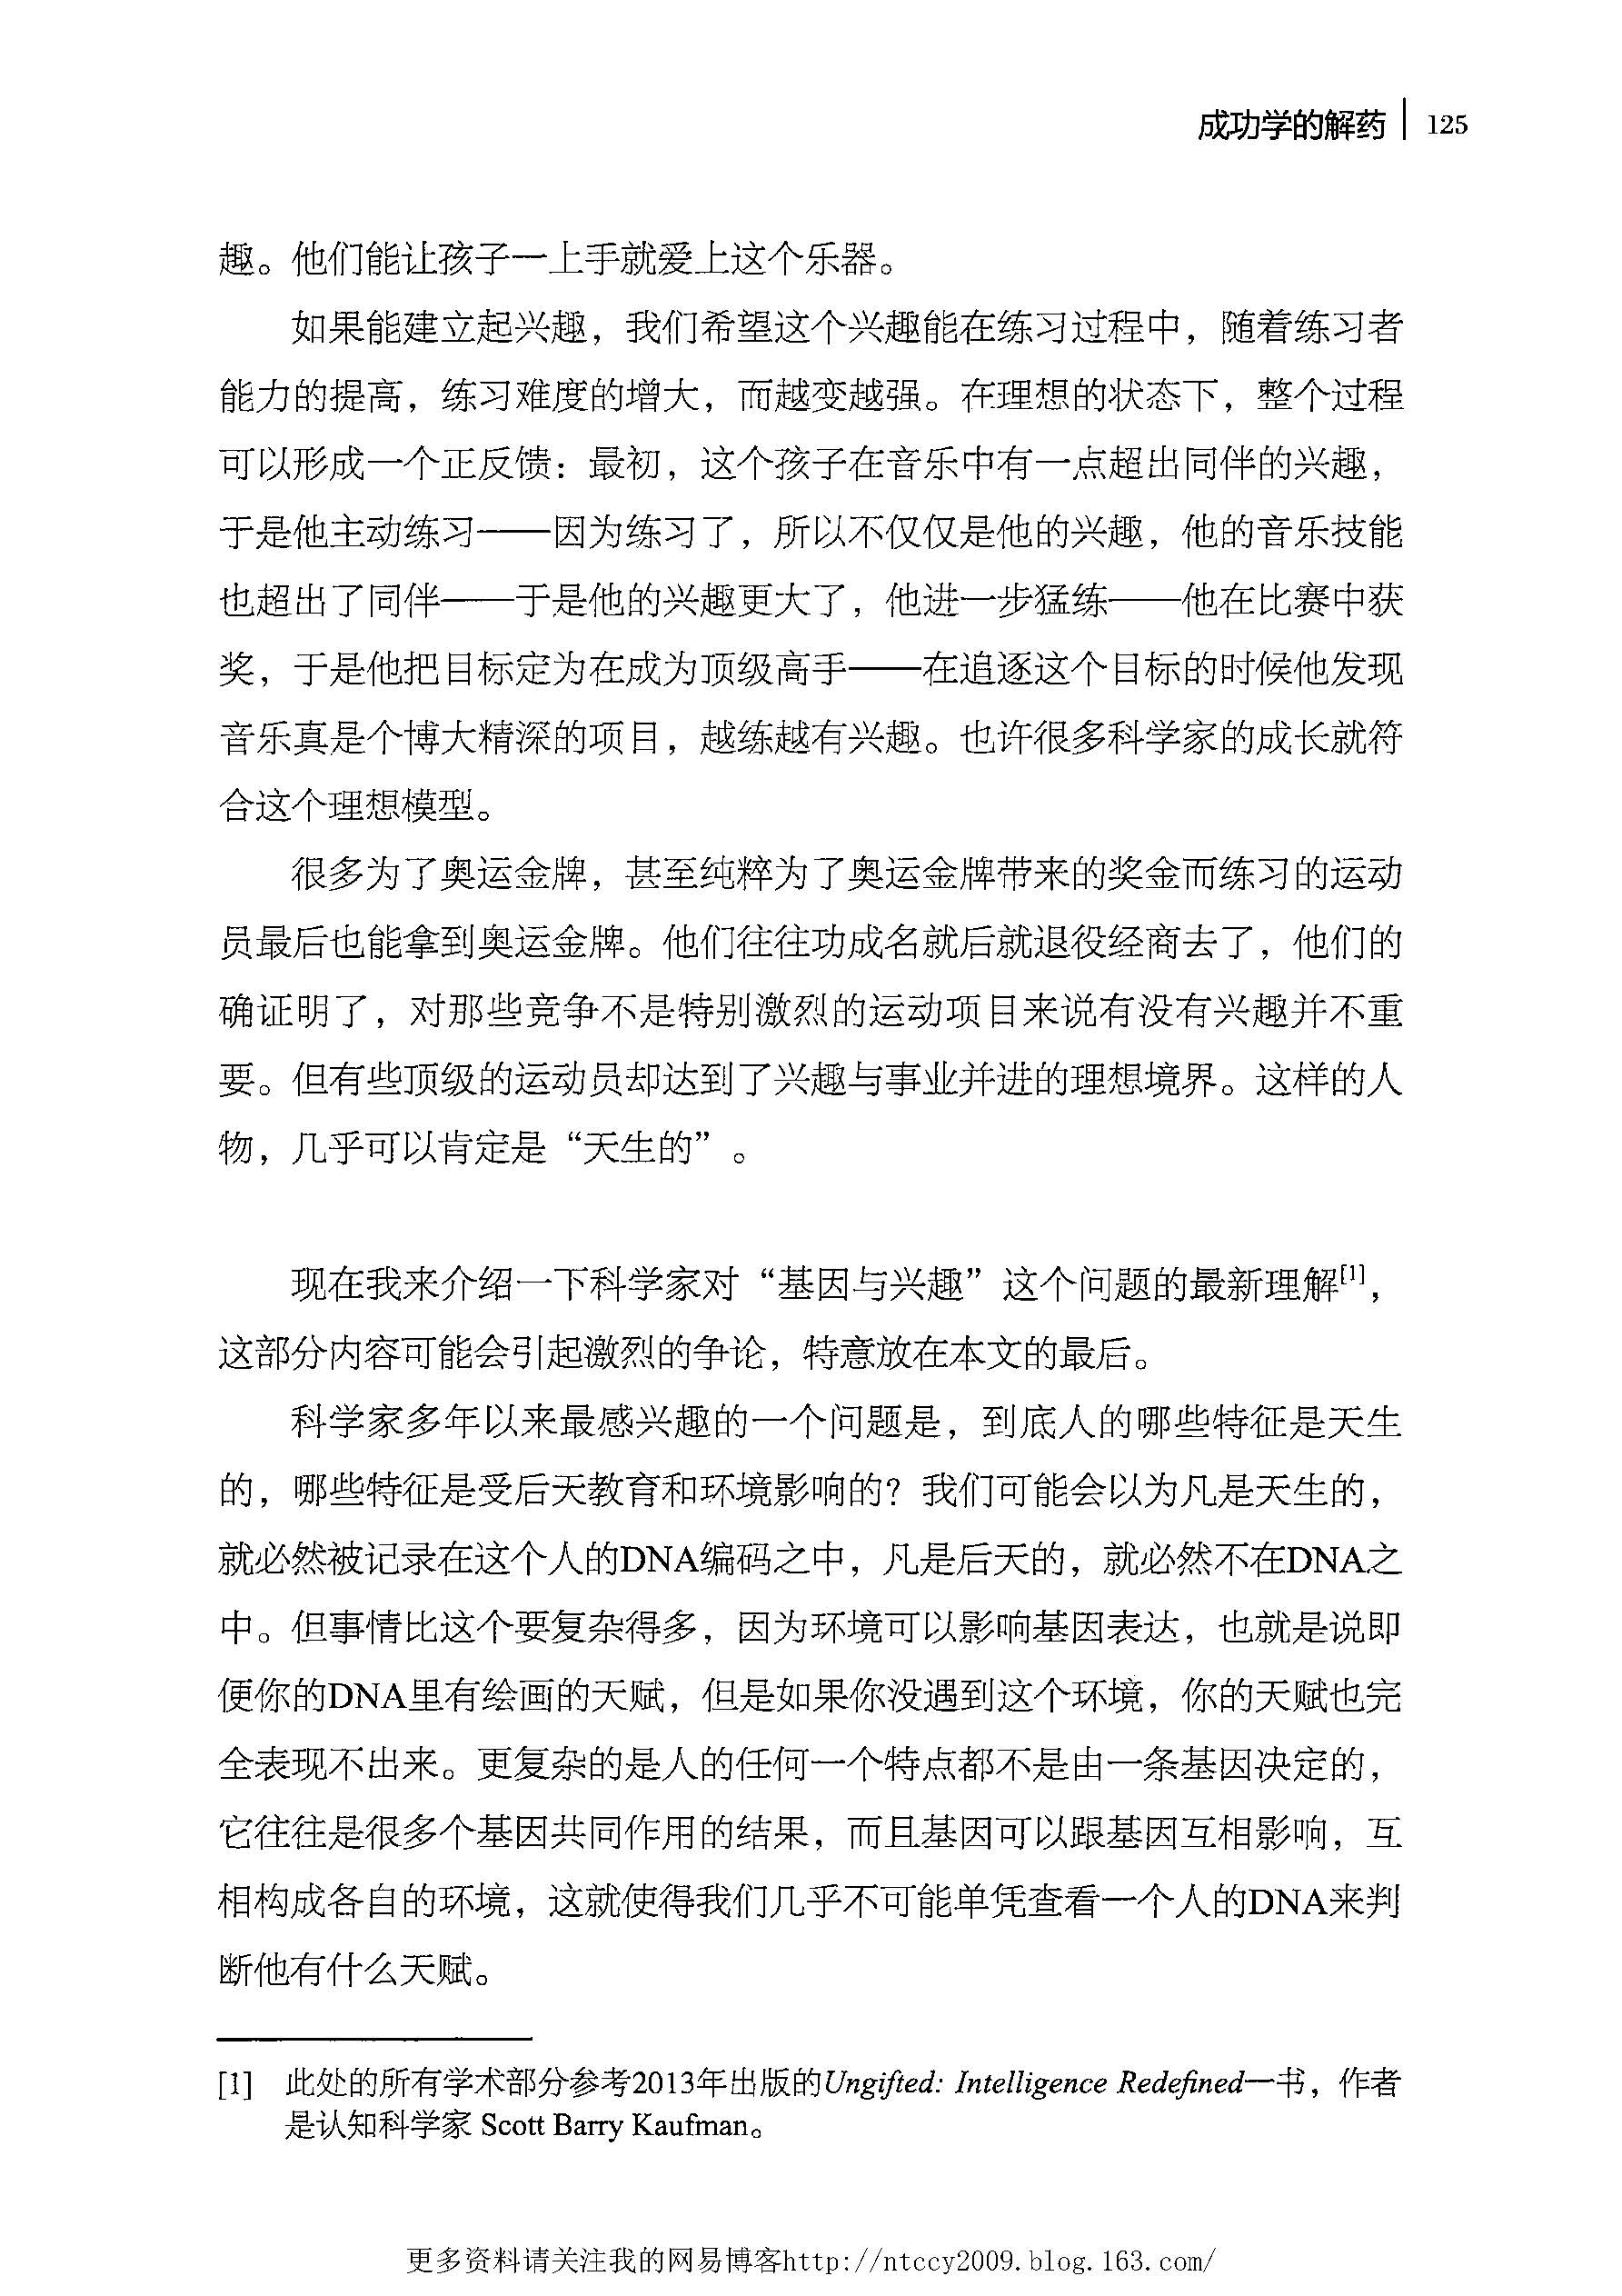 成功学的解药 125
趣。他们能让孩子一上手就爱上这个乐器。
如果能建立起兴趣，我们希望这个兴趣能在练习过程中，随着练习者
能力的提高，练习难度的增大，而越变越强。在理想的状态下，整个过程
可以形成一个正反馈：最初，这个孩子在音乐中有一点超出同伴的兴趣，
于是他主动练习——因为练习了，所以不仅仅是他的兴趣，他的音乐技能
也超出了同伴——于是他的兴趣更大了，他进一步猛练——他在比赛中获
奖，于是他把目标定为在成为顶级高手——在追逐这个目标的时候他发现
音乐真是个博大精深的项目，越练越有兴趣。也许很多科学家的成长就符
合这个理想模型。
很多为了奥运金牌，甚至纯粹为了奥运金牌带来的奖金而练习的运动
员最后也能拿到奥运金牌。他们往往功成名就后就退役经商去了，他们的
确证明了，对那些竞争不是特别激烈的运动项目来说有没有兴趣并不重
要。但有些顶级的运动员却达到了兴趣与事业并进的理想境界。这样的人
物，几乎可以肯定是“天生的”。
现在我来介绍一下科学家对“基因与兴趣”这个问题的最新理解[1]，
这部分内容可能会引起激烈的争论，特意放在本文的最后。
科学家多年以来最感兴趣的一个问题是，到底人的哪些特征是天生
的，哪些特征是受后天教育和环境影响的？我们可能会以为凡是天生的，
就必然被记录在这个人的DNA编码之中，凡是后天的，就必然不在DNA之
中。但事情比这个要复杂得多，因为环境可以影响基因表达，也就是说即
便你的DNA里有绘画的天赋，但是如果你没遇到这个环境，你的天赋也完
全表现不出来。更复杂的是人的任何一个特点都不是由一条基因决定的，
它往往是很多个基因共同作用的结果，而且基因可以跟基因互相影响，互
相构成各自的环境，这就使得我们几乎不可能单凭查看一个人的DNA来判
断他有什么天赋。
[1] 此处的所有学术部分参考2013年出版的Ungifted: Intelligence Redefined一书，作者
是认知科学家 Scott Barry Kaufman。
更多资料请关注我的网易博客http://ntccy2009.blog.163.com/